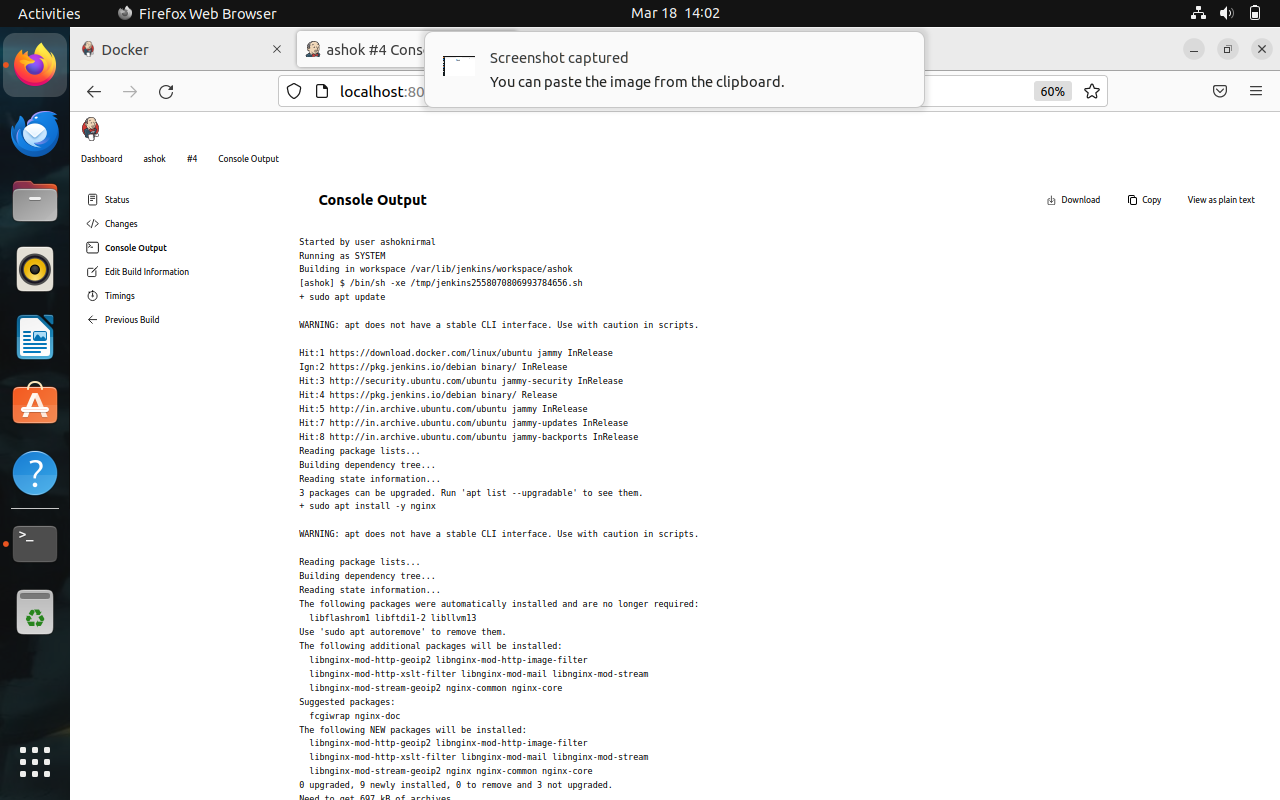 Activities
Firefox Web Browser
Mar 18 14:02
Docker
ashok #4 Cons
Screenshot captured
You can paste the image from the clipboard.
localhost:80
60%
Dashboard
ashok
#4
Console Output
Status
Changes
Console Output
Edit Build Information
Timings
Previous Build
Console Output
Download
Copy
View as plain text
Started by user ashoknirmal
Running as SYSTEM
Building in workspace /var/lib/jenkins/workspace/ashok
[ashok] $ /bin/sh -xe /tmp/jenkins2558070806993784656.sh
+ sudo apt update
WARNING: apt does not have a stable CLI interface. Use with caution in scripts.
Hit:1 https://download.docker.com/linux/ubuntu jammy InRelease
Ign:2 https://pkg.jenkins.io/debian binary/ InRelease
Hit:3 http://security.ubuntu.com/ubuntu jammy-security InRelease
Hit:4 https://pkg.jenkins.io/debian binary/ Release
Hit:5 http://in.archive.ubuntu.com/ubuntu jammy InRelease
Hit:7 http://in.archive.ubuntu.com/ubuntu jammy-updates InRelease
Hit:8 http://in.archive.ubuntu.com/ubuntu jammy-backports InRelease
Reading package lists...
Building dependency tree...
Reading state information...
3 packages can be upgraded. Run 'apt list --upgradable' to see them.
+ sudo apt install -y nginx
WARNING: apt does not have a stable CLI interface. Use with caution in scripts.
Reading package lists...
Building dependency tree...
Reading state information...
The following packages were automatically installed and are no longer required:
libflashrom1 libftdi1-2 libllvm13
Use 'sudo apt autoremove' to remove them.
The following additional packages will be installed:
libnginx-mod-http-geoip2 libnginx-mod-http-image-filter
libnginx-mod-http-xslt-filter libnginx-mod-mail libnginx-mod-stream
libnginx-mod-stream-geoip2 nginx-common nginx-core
Suggested packages:
fcgiwrap nginx-doc
The following NEW packages will be installed:
libnginx-mod-http-geoip2 libnginx-mod-http-image-filter
libnginx-mod-http-xslt-filter libnginx-mod-mail libnginx-mod-stream
libnginx-mod-stream-geoip2 nginx nginx-common nginx-core
0 upgraded, 9 newly installed, 0 to remove and 3 not upgraded.
Need to get 697 kB of archives